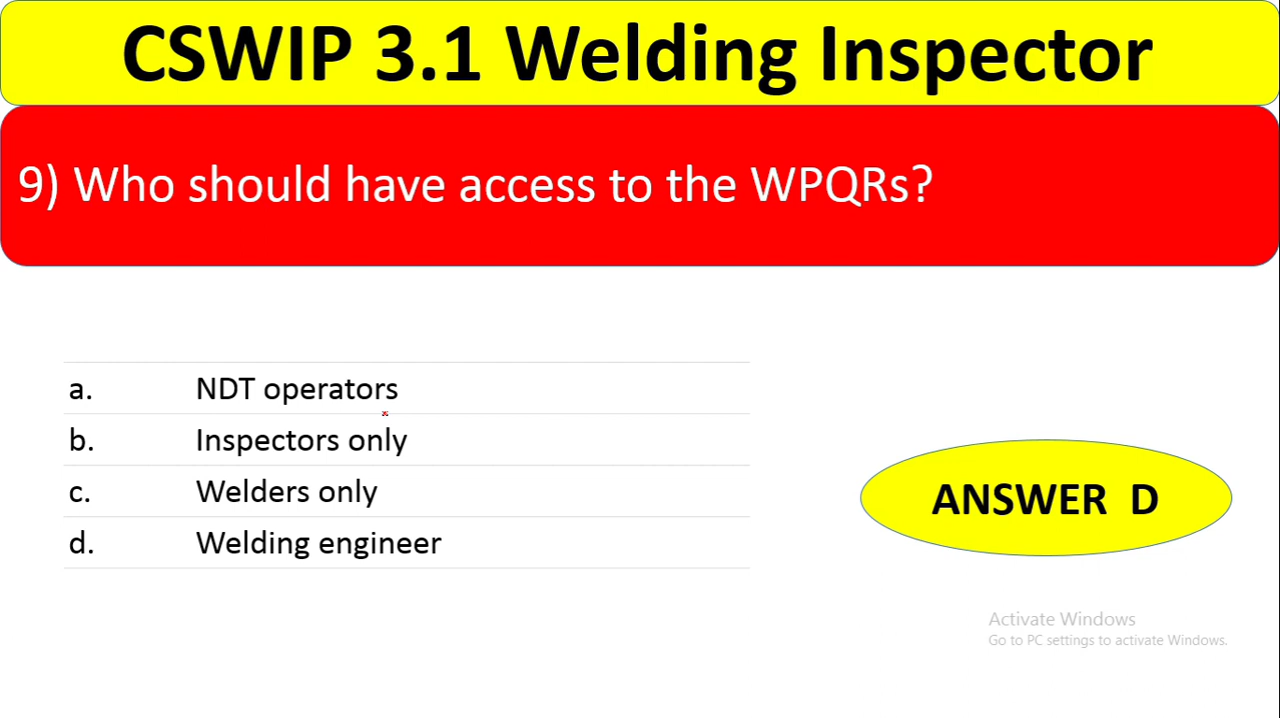 CSWIP 3.1 Welding Inspector
9) Who should have access to the WPQRs?
a. NDT operators
b. Inspectors only
c. Welders only
d. Welding engineer
ANSWER D
Activate Windows
Go to PC settings to activate Windows.